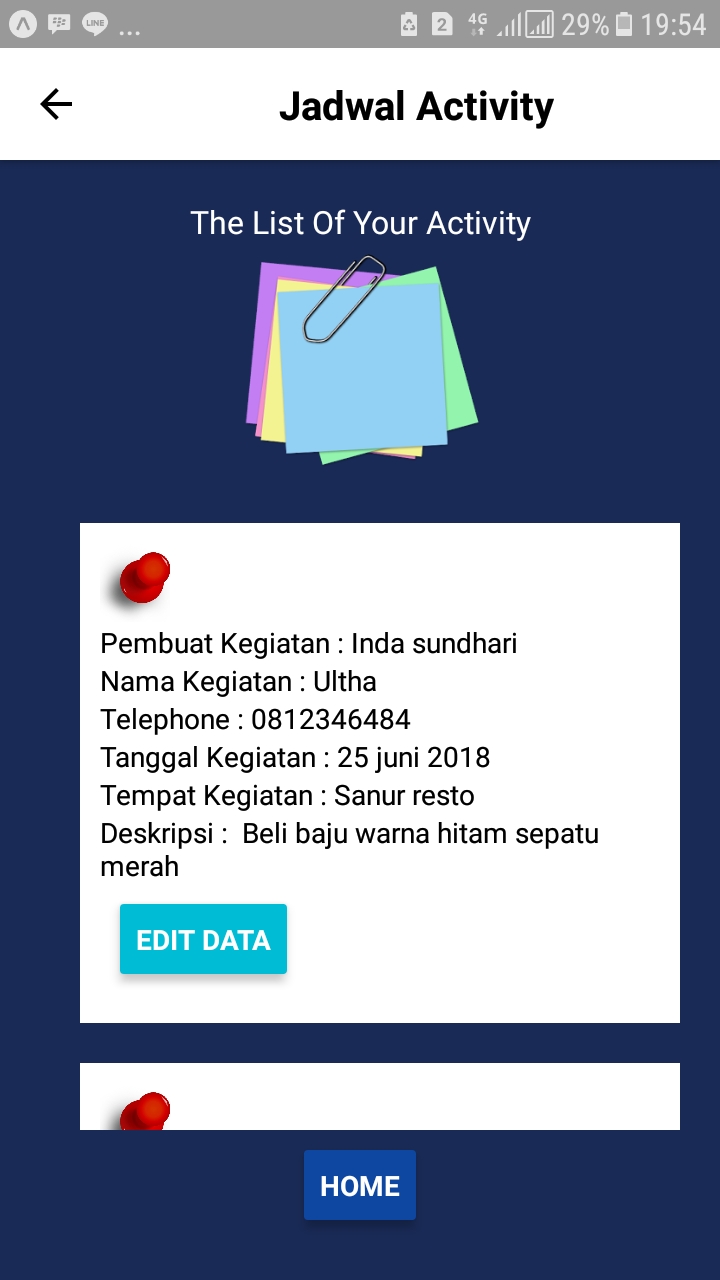 LINE
...
2
4G
29%
19:54
Jadwal Activity
The List Of Your Activity
Pembuat Kegiatan : Inda sundhari
Nama Kegiatan : Ultha
Telephone : 0812346484
Tanggal Kegiatan : 25 juni 2018
Tempat Kegiatan : Sanur resto
Deskripsi :  Beli baju warna hitam sepatu
merah
EDIT DATA
HOME